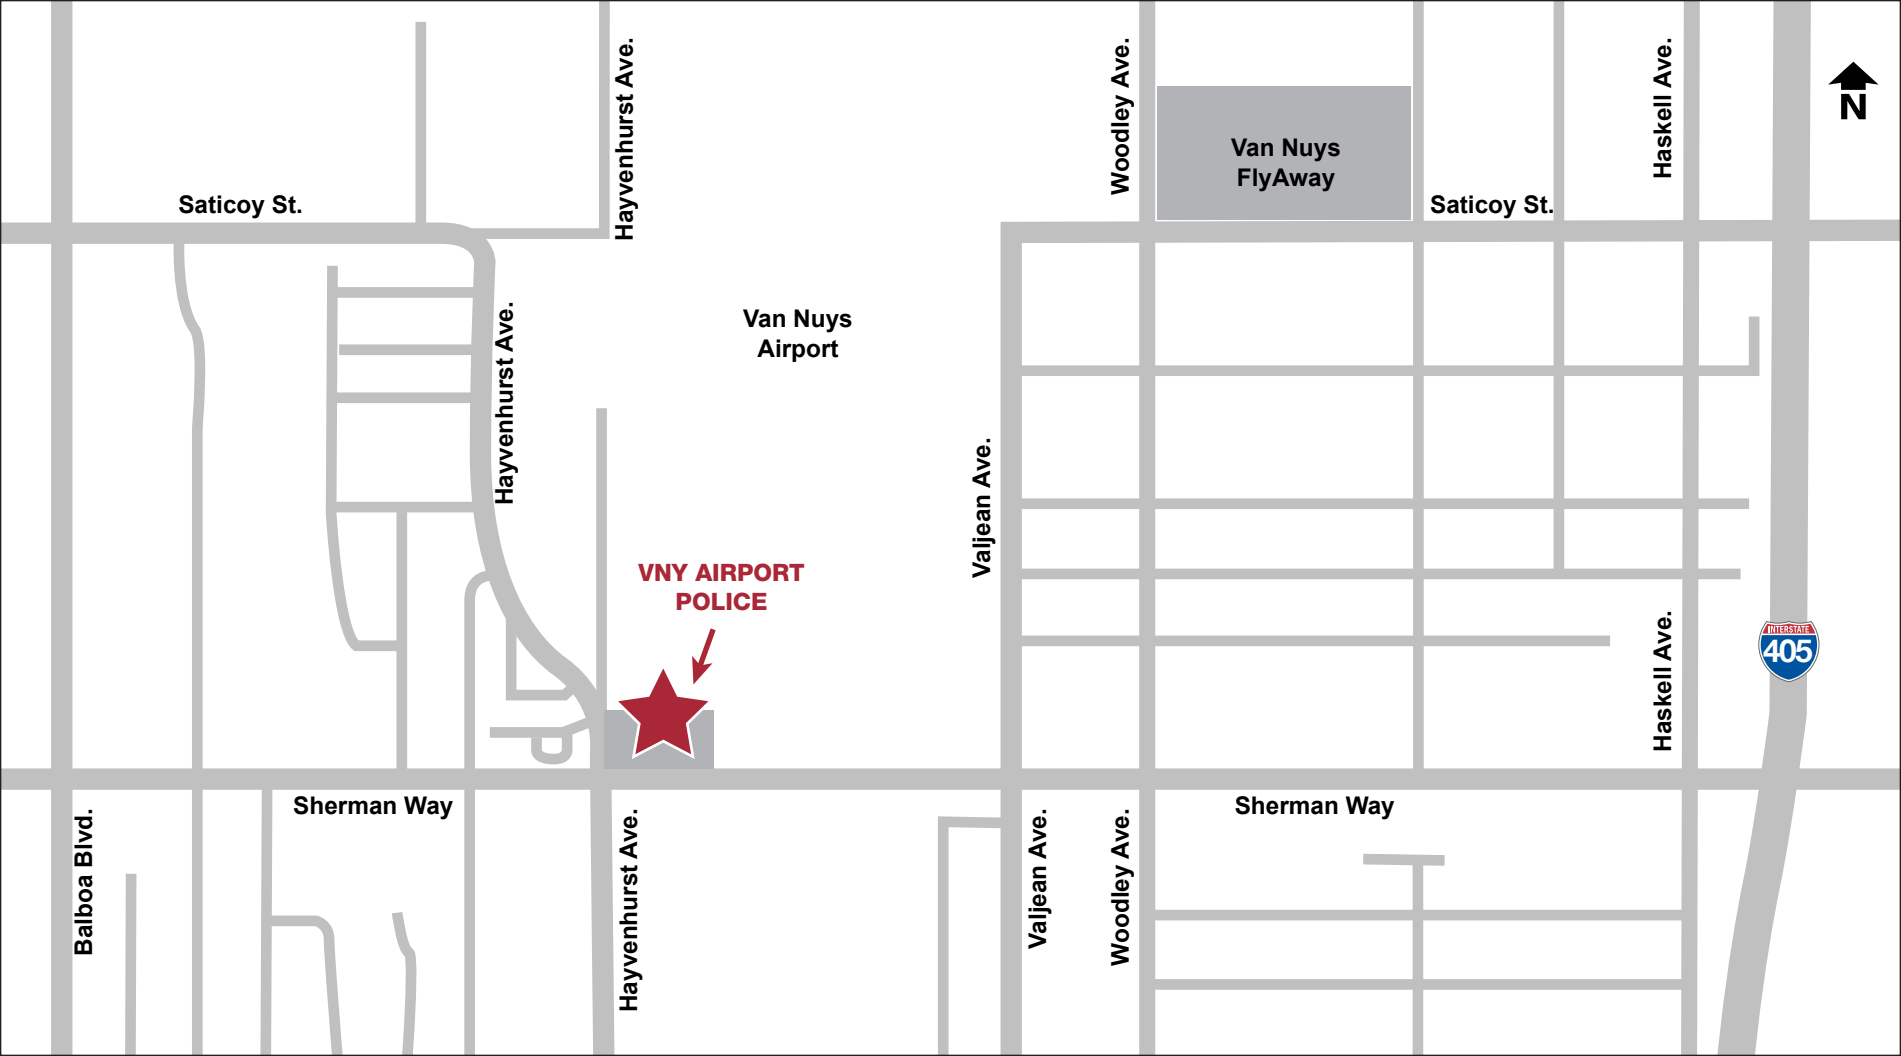 Hayvenhurst Ave.
Woodley Ave.
Haskell Ave.
N
Van Nuys
FlyAway
Saticoy St.
Saticoy St.
Van Nuys
Airport
Hayvenhurst Ave.
Valjean Ave.
VNY AIRPORT
POLICE
INTERSTATE
405
Haskell Ave.
Sherman Way
Sherman Way
Balboa Blvd.
Hayvenhurst Ave.
Valjean Ave.
Woodley Ave.